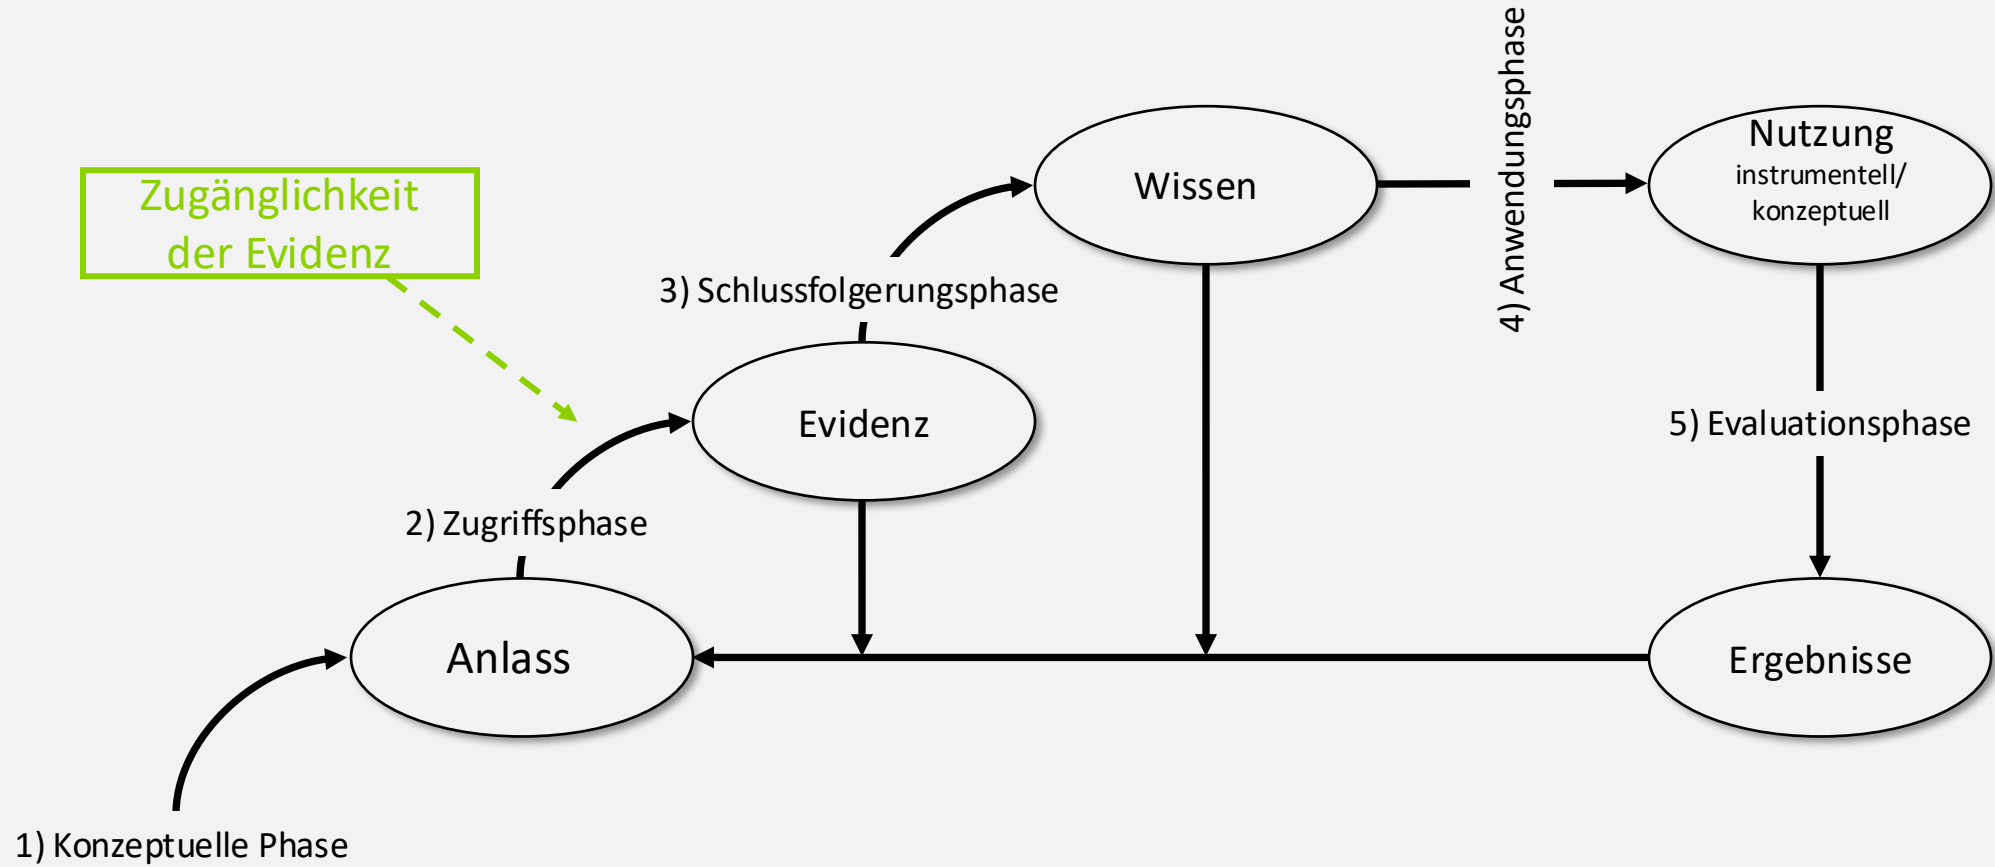 4) Anwendungsphase
Nutzung
instrumentell/
konzeptuell
Wissen
Zugänglichkeit
der Evidenz
3) Schlussfolgerungsphase
Evidenz
5) Evaluationsphase
2) Zugriffsphase
Anlass
Ergebnisse
1) Konzeptuelle Phase